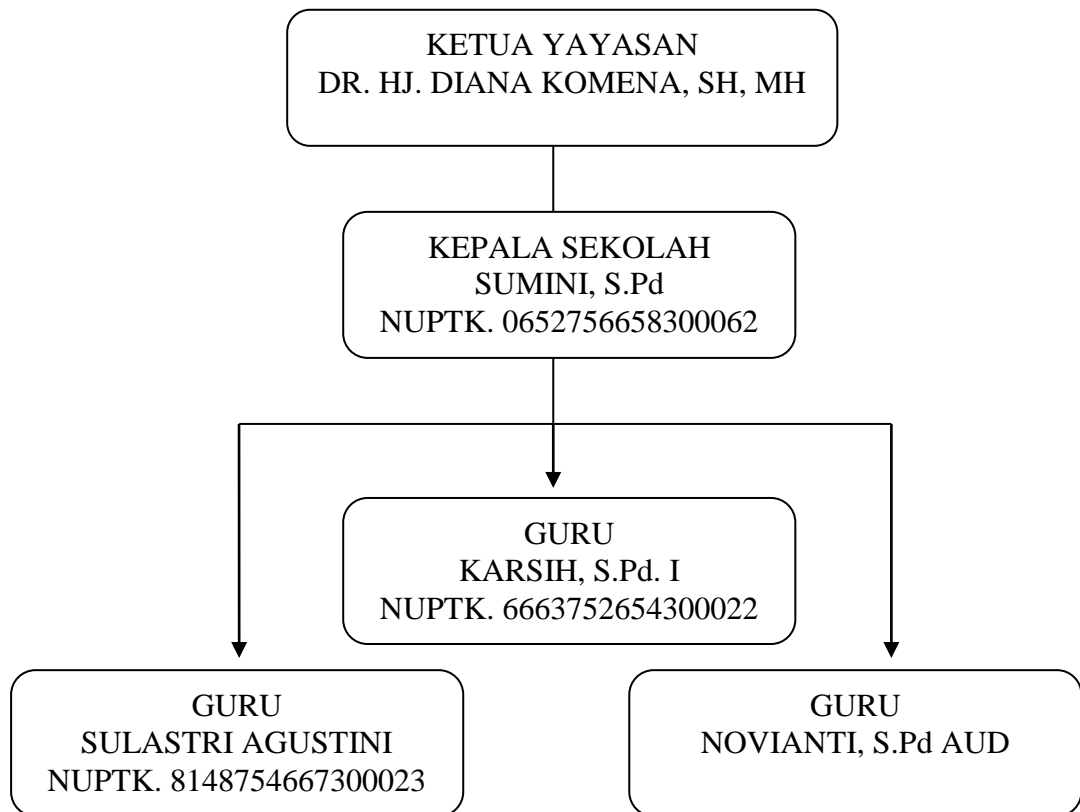 KETUA YAYASAN
DR. HJ. DIANA KOMENA, SH, MH
KEPALA SEKOLAH
SUMINI, S.Pd
NUPTK. 0652756658300062
GURU
KARSIH, S.Pd. I
NUPTK. 6663752654300022
GURU
SULASTRI AGUSTINI
NUPTK. 8148754667300023
GURU
NOVIANTI, S.Pd AUD